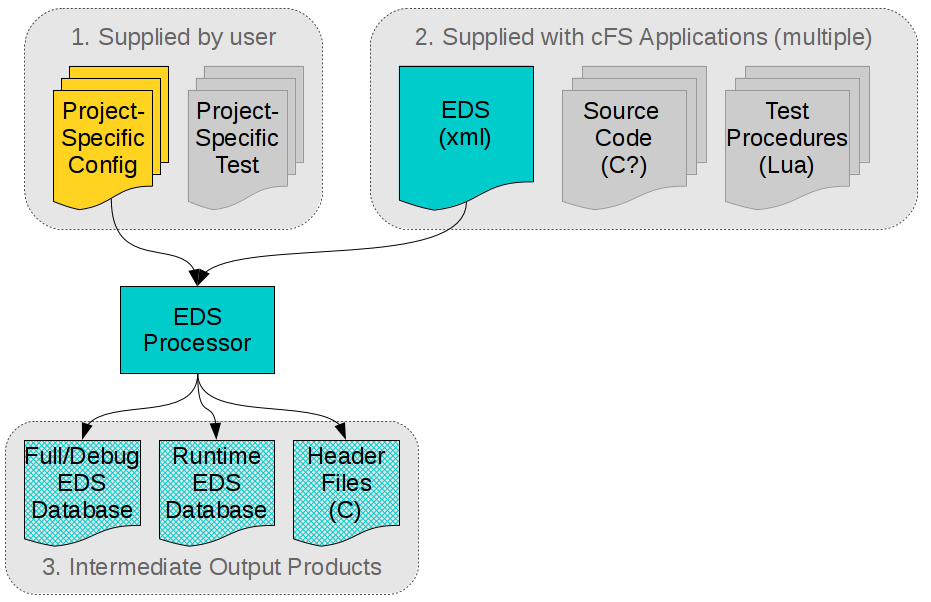 1. Supplied by user
2. Supplied with cFS Applications (multiple)
Project-
Specific
Config
Project-
Specific
Test
EDS
(xml)
Source
Code
(C?)
Test
Procedures
(Lua)
EDS
Processor
Full/Debug
EDS
Database
Runtime
EDS
Database
Header
Files
(C)
3. Intermediate Output Products